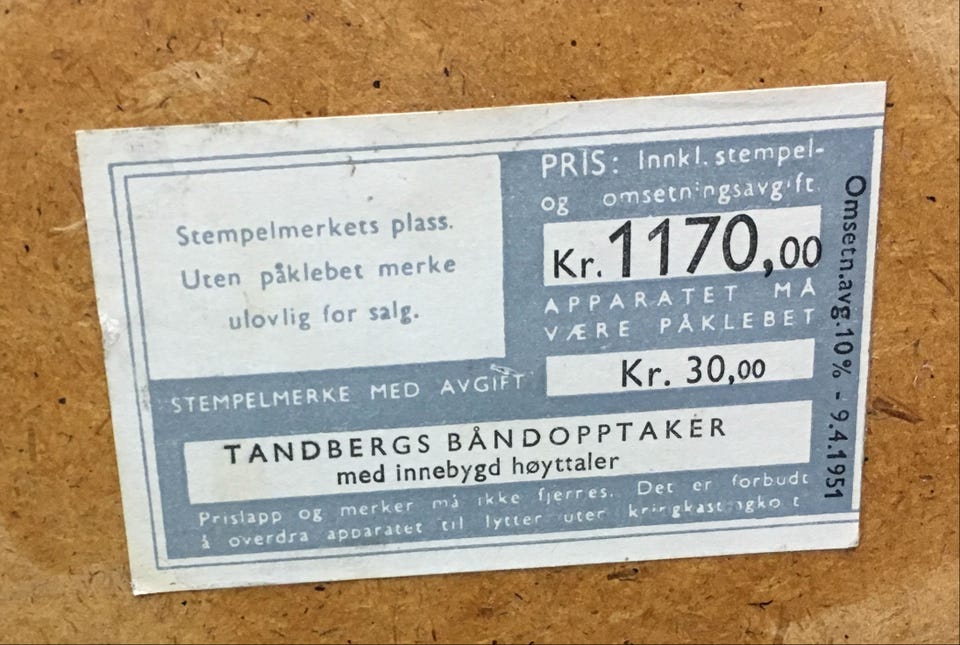 Stempelmerkets plass.
Uten påklebet merke
ulovlig for salg.
PRIS: Innkl. stempel-
og omsetningsavgift.
Kr. 1170,00
APPARATET MÅ
VÆRE PÅKLEBET
STEMPELMERKE MED AVGIFT
Kr. 30,00
TANDBERGS BÅNDOPPTAKER
med innebygd høyttaler
Prislapp og merker må ikke fjerres. Det er forbudt
å overdra apparatet til lytter
Omsetn.avg.10% - 9.4.1951